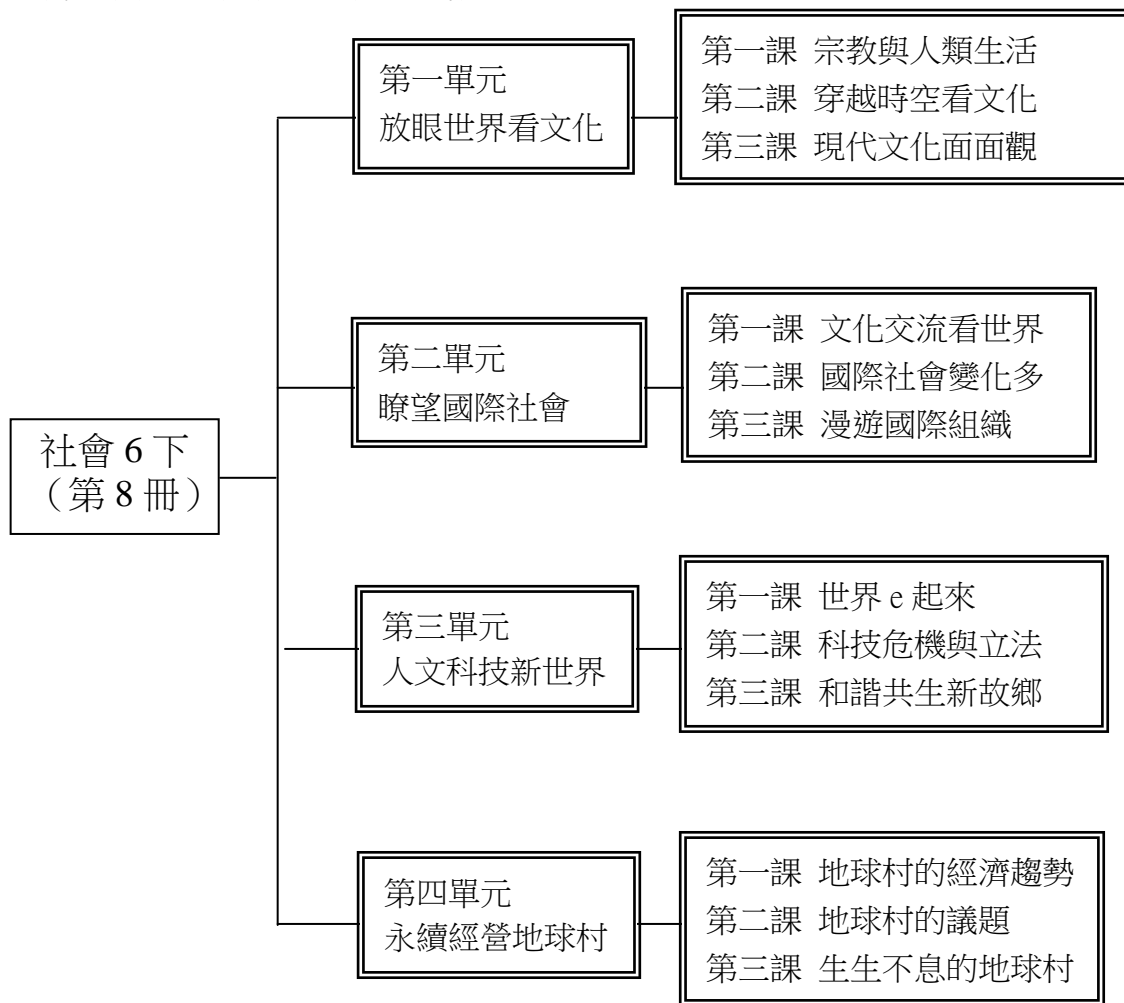 社會 6 下
（第 8 冊）
第一單元
放眼世界看文化
第一課 宗教與人類生活
第二課 穿越時空看文化
第三課 現代文化面面觀
第二單元
瞭望國際社會
第一課 文化交流看世界
第二課 國際社會變化多
第三課 漫遊國際組織
第三單元
人文科技新世界
第一課 世界 e 起來
第二課 科技危機與立法
第三課 和諧共生新故鄉
第四單元
永續經營地球村
第一課 地球村的經濟趨勢
第二課 地球村的議題
第三課 生生不息的地球村